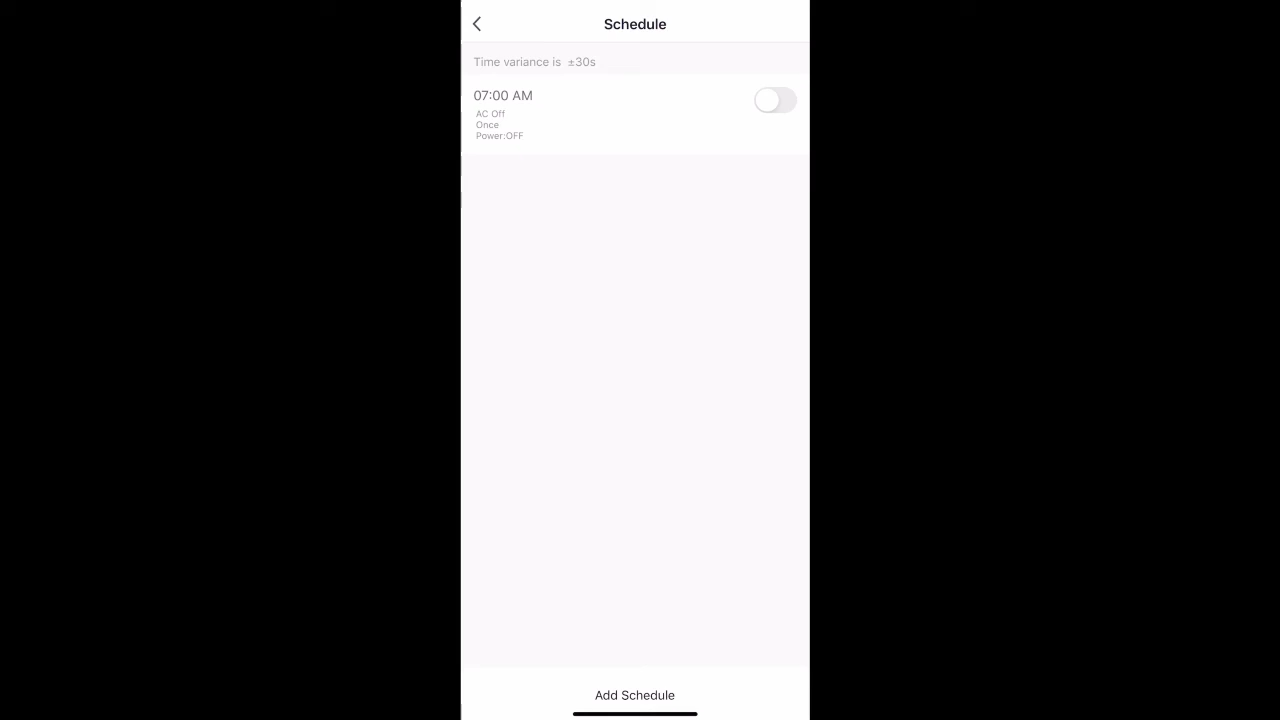 Schedule
Time variance is ±30s
07:00 AM
AC Off
Once
Power:OFF
Add Schedule